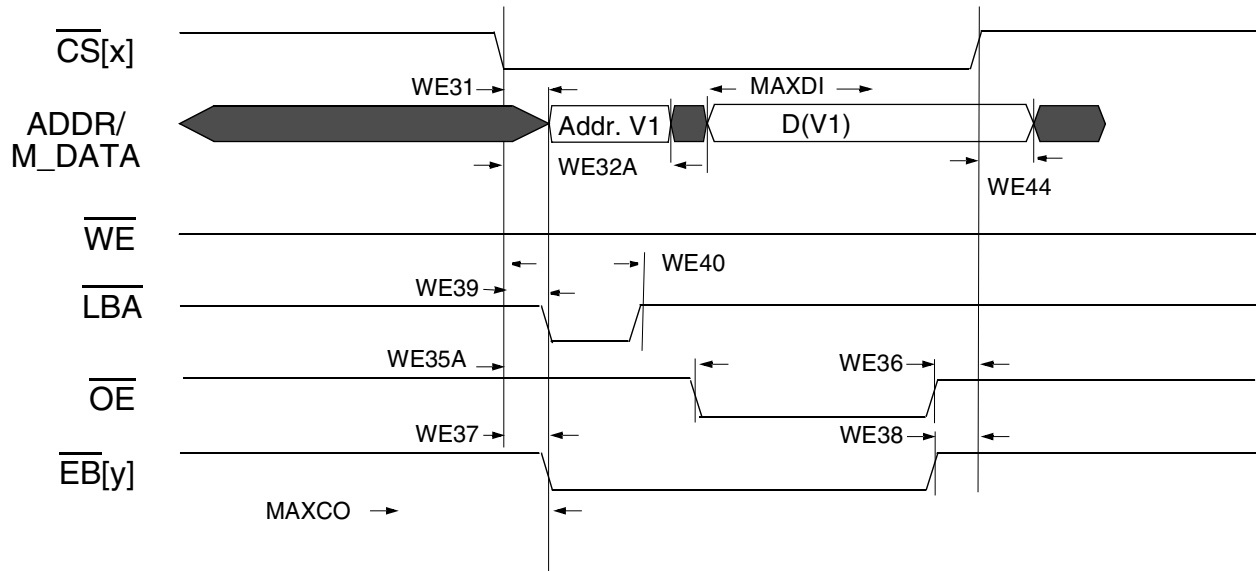 CS[x]
WE31
MAXDI
ADDR/
M_DATA
Addr. V1
D(V1)
WE32A
WE44
WE
WE40
WE39
LBA
WE35A
WE36
OE
WE37
WE38
EB[y]
MAXCO